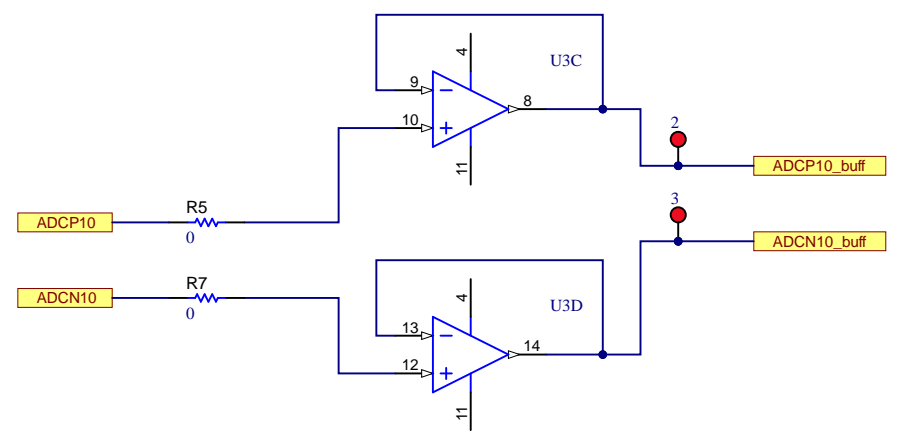 4
U3C
9
8
10
11
2
ADCP10_buff
R5
0
ADCP10
3
ADCN10_buff
R7
0
ADCN10
4
U3D
13
14
12
11